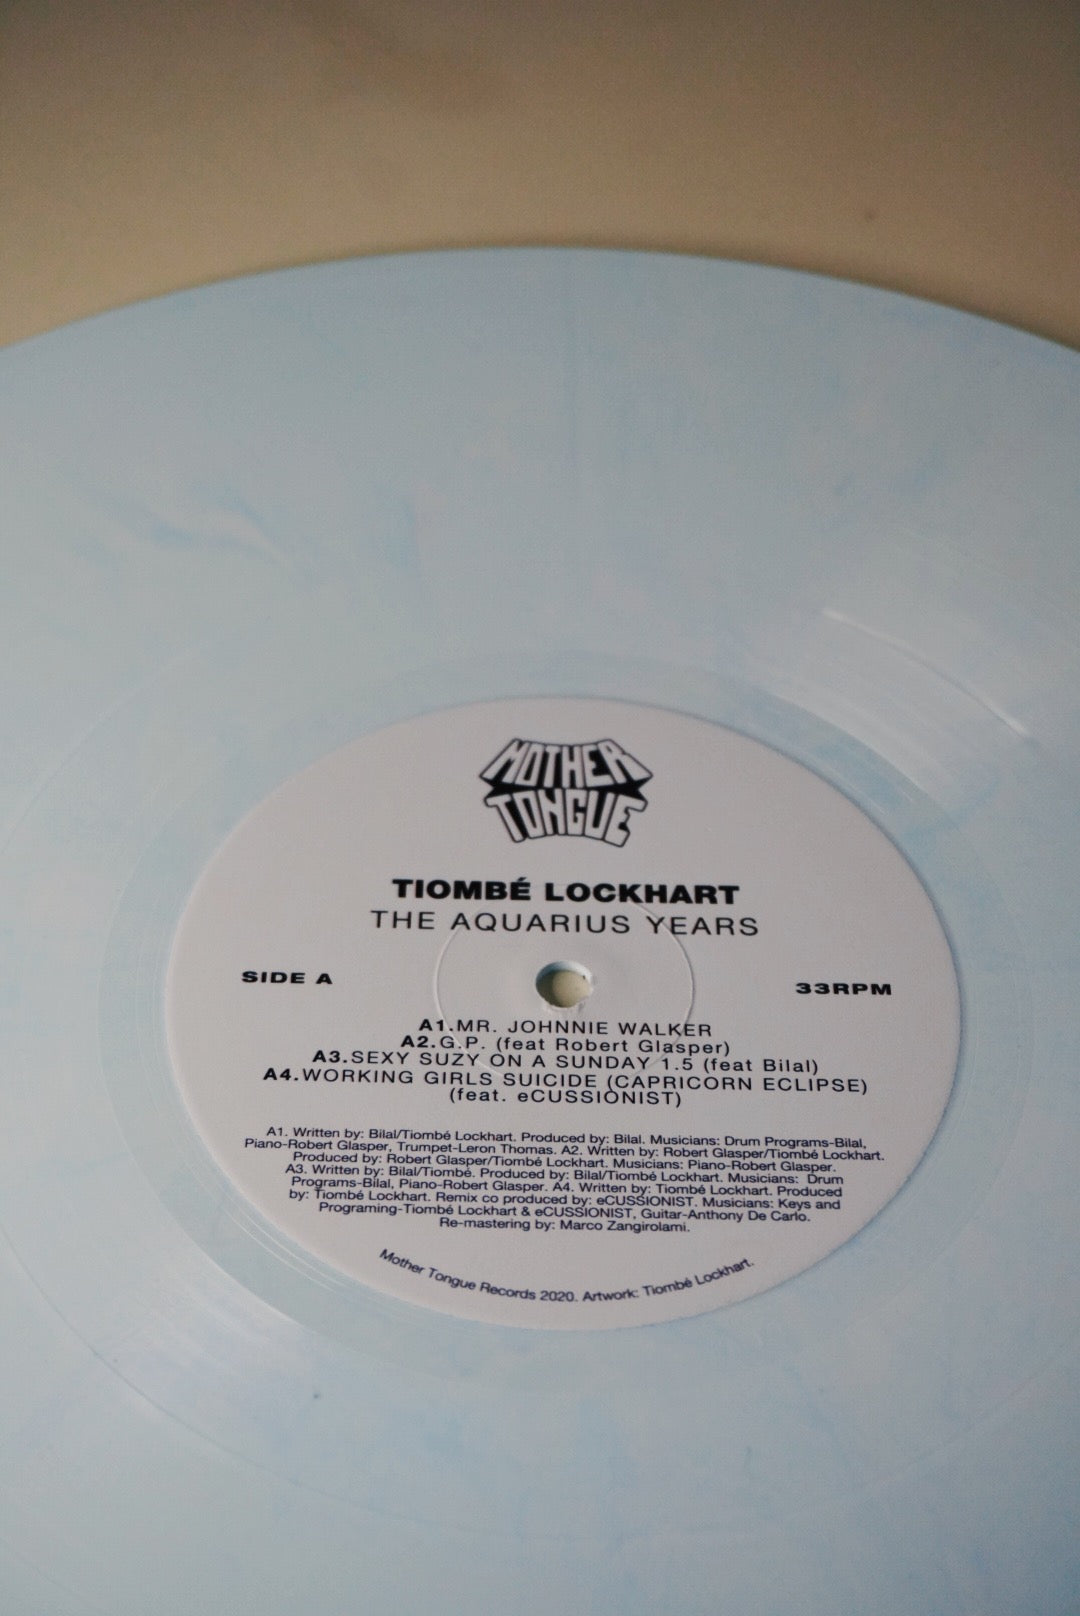 MOTHER
TONGUE
TIOMBÉ LOCKHART
THE AQUARIUS YEARS
SIDE A
33RPM
A1.MR. JOHNNIE WALKER
A2.G.P. (feat Robert Glasper)
A3.SEXY SUZY ON A SUNDAY 1.5 (feat Bilal)
A4.WORKING GIRLS SUICIDE (CAPRICORN ECLIPSE)
(feat. eCUSSIONIST)
A1. Written by: Bilal/Tiombé Lockhart. Produced by: Bilal. Musicians: Drum Programs-Bilal,
Piano-Robert Glasper, Trumpet-Leron Thomas. A2. Written by: Robert Glasper/Tiombé Lockhart.
Produced by: Robert Glasper/Tiombé Lockhart. Musicians: Piano-Robert Glasper.
A3. Written by: Bilal/Tiombé. Produced by: Bilal/Tiombé Lockhart. Musicians: Drum
Programs-Bilal, Piano-Robert Glasper. A4. Written by: Tiombé Lockhart. Produced
by: Tiombé Lockhart. Remix co produced by: eCUSSIONIST. Musicians: Keys and
Programing-Tiombé Lockhart & eCUSSIONIST, Guitar-Anthony De Carlo.
Re-mastering by: Marco Zangirolami.
Mother Tongue Records 2020. Artwork: Tiombé Lockhart.